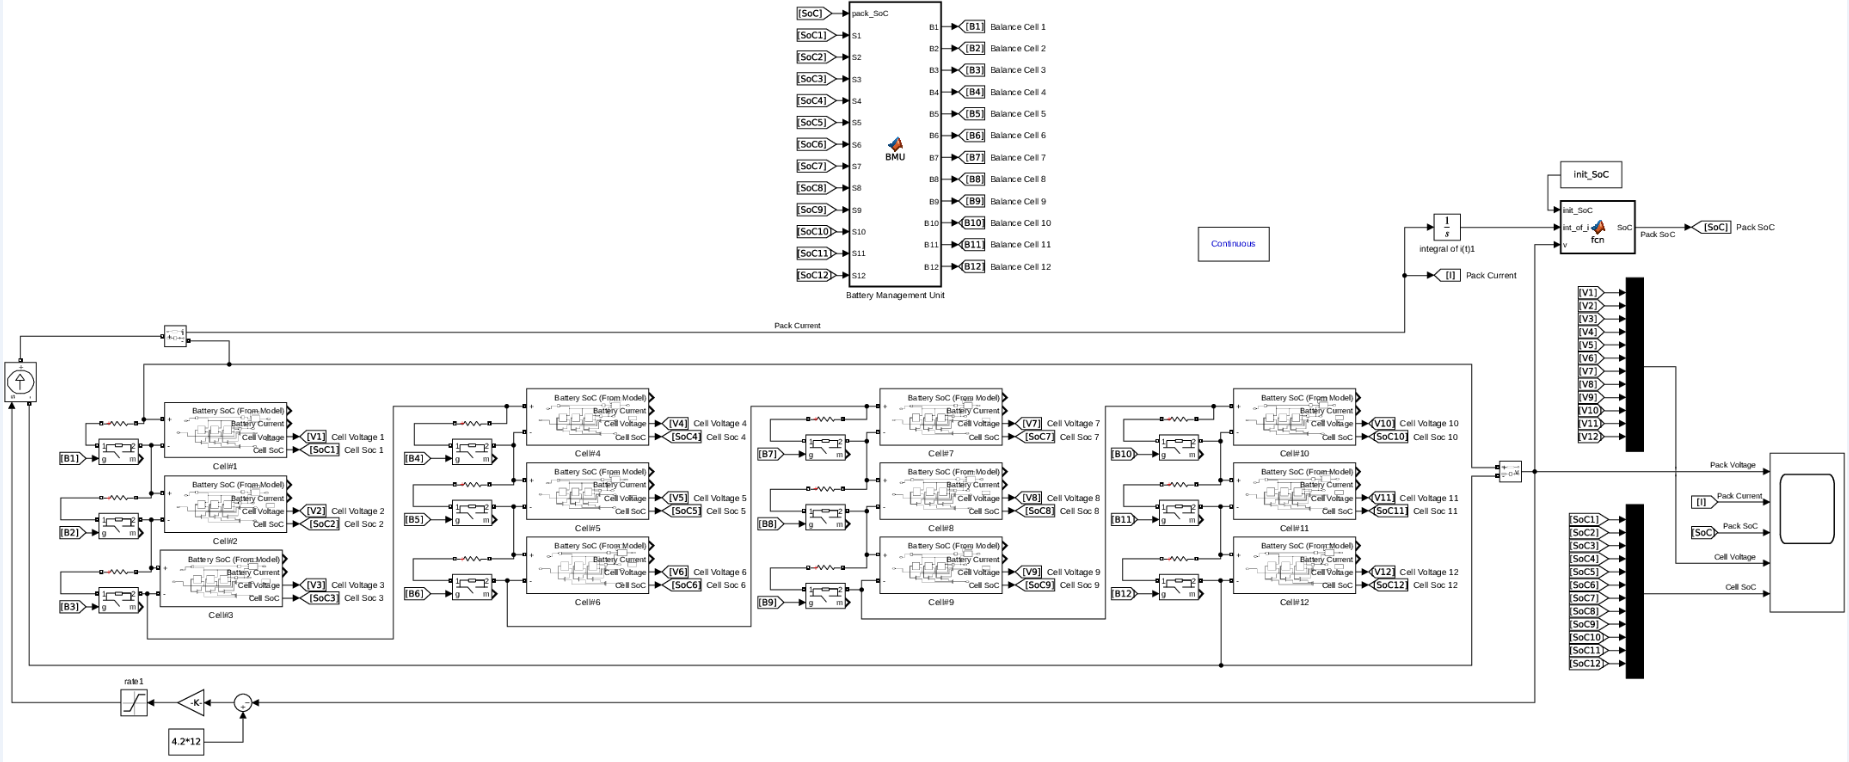 [SoC] pack_SoC
[SoC1] S1 B1 [B1] Balance Cell 1
[SoC2] S2 B2 [B2] Balance Cell 2
[SoC3] S3 B3 [B3] Balance Cell 3
[SoC4] S4 B4 [B4] Balance Cell 4
[SoC5] S5 B5 [B5] Balance Cell 5
[SoC6] S6 B6 [B6] Balance Cell 6
BMU
[SoC7] S7 B7 [B7] Balance Cell 7
[SoC8] S8 B8 [B8] Balance Cell 8
[SoC9] S9 B9 [B9] Balance Cell 9
[SoC10] S10 B10 [B10] Balance Cell 10
[SoC11] S11 B11 [B11] Balance Cell 11
[SoC12] S12 B12 [B12] Balance Cell 12
Battery Management Unit
Continuous
init_SoC
init_SoC
int_of_i
v
fcn
SoC
Pack SoC
[SoC] Pack SoC
1
s
integral of i(t)1
[I] Pack Current
Pack Current
Battery SoC (From Model)
Battery Current
Cell Voltage [V1] Cell Voltage 1
Cell SoC [SoC1] Cell Soc 1
[B1] g m
Cell#1
Battery SoC (From Model)
Battery Current
Cell Voltage [V2] Cell Voltage 2
Cell SoC [SoC2] Cell Soc 2
[B2] g m
Cell#2
Battery SoC (From Model)
Battery Current
Cell Voltage [V3] Cell Voltage 3
Cell SoC [SoC3] Cell Soc 3
[B3] g m
Cell#3
Battery SoC (From Model)
Battery Current
Cell Voltage [V4] Cell Voltage 4
Cell SoC [SoC4] Cell Soc 4
[B4] g m
Cell#4
Battery SoC (From Model)
Battery Current
Cell Voltage [V5] Cell Voltage 5
Cell SoC [SoC5] Cell Soc 5
[B5] g m
Cell#5
Battery SoC (From Model)
Battery Current
Cell Voltage [V6] Cell Voltage 6
Cell SoC [SoC6] Cell Soc 6
[B6] g m
Cell#6
Battery SoC (From Model)
Battery Current
Cell Voltage [V7] Cell Voltage 7
Cell SoC [SoC7] Cell Soc 7
[B7] g m
Cell#7
Battery SoC (From Model)
Battery Current
Cell Voltage [V8] Cell Voltage 8
Cell SoC [SoC8] Cell Soc 8
[B8] g m
Cell#8
Battery SoC (From Model)
Battery Current
Cell Voltage [V9] Cell Voltage 9
Cell SoC [SoC9] Cell Soc 9
[B9] g m
Cell#9
Battery SoC (From Model)
Battery Current
Cell Voltage [V10] Cell Voltage 10
Cell SoC [SoC10] Cell Soc 10
[B10] g m
Cell#10
Battery SoC (From Model)
Battery Current
Cell Voltage [V11] Cell Voltage 11
Cell SoC [SoC11] Cell Soc 11
[B11] g m
Cell#11
Battery SoC (From Model)
Battery Current
Cell Voltage [V12] Cell Voltage 12
Cell SoC [SoC12] Cell Soc 12
[B12] g m
Cell#12
[V1]
[V2]
[V3]
[V4]
[V5]
[V6]
[V7]
[V8]
[V9]
[V10]
[V11]
[V12]
Pack Voltage
[I] Pack Current
[SoC] Pack SoC
Cell Voltage
Cell SoC
[SoC1]
[SoC2]
[SoC3]
[SoC4]
[SoC5]
[SoC6]
[SoC7]
[SoC8]
[SoC9]
[SoC10]
[SoC11]
[SoC12]
rate1
-K-
4.2*12